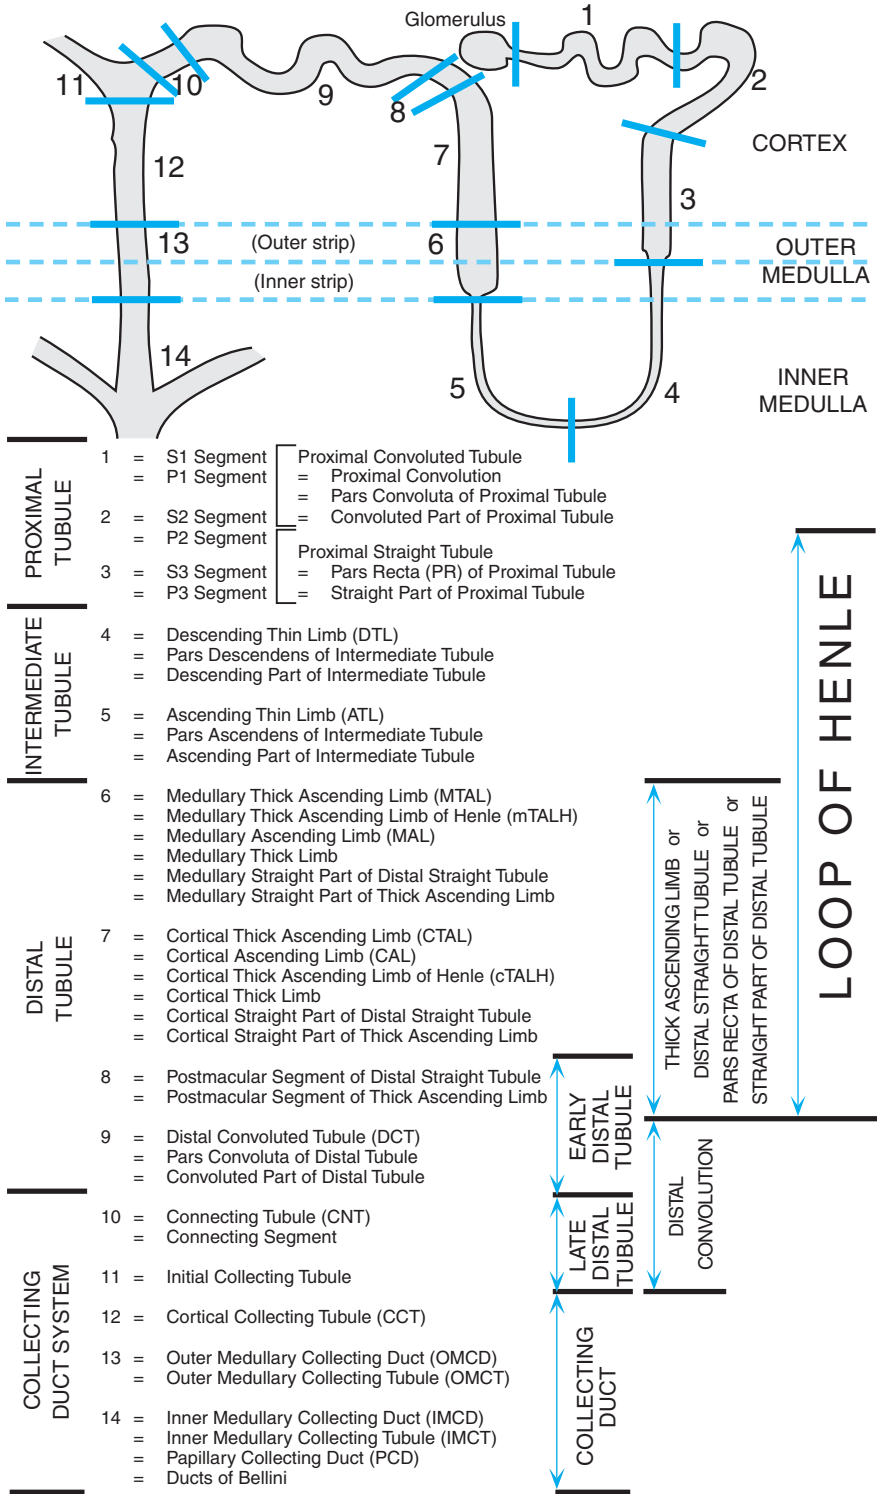 Glomerulus
1
11
10
9
8
2
CORTEX
12
7
3
13
(Outer strip)
6
OUTER
MEDULLA
(Inner strip)
14
5
4
INNER
MEDULLA
PROXIMAL
TUBULE
1 = S1 Segment Proximal Convoluted Tubule
= P1 Segment = Proximal Convolution
= Pars Convoluta of Proximal Tubule
2 = S2 Segment = Convoluted Part of Proximal Tubule
= P2 Segment
Proximal Straight Tubule
3 = S3 Segment = Pars Recta (PR) of Proximal Tubule
= P3 Segment = Straight Part of Proximal Tubule
INTERMEDIATE
TUBULE
4 = Descending Thin Limb (DTL)
= Pars Descendens of Intermediate Tubule
= Descending Part of Intermediate Tubule
5 = Ascending Thin Limb (ATL)
= Pars Ascendens of Intermediate Tubule
= Ascending Part of Intermediate Tubule
DISTAL
TUBULE
6 = Medullary Thick Ascending Limb (MTAL)
= Medullary Thick Ascending Limb of Henle (mTALH)
= Medullary Ascending Limb (MAL)
= Medullary Thick Limb
= Medullary Straight Part of Distal Straight Tubule
= Medullary Straight Part of Thick Ascending Limb
7 = Cortical Thick Ascending Limb (CTAL)
= Cortical Ascending Limb (CAL)
= Cortical Thick Ascending Limb of Henle (cTALH)
= Cortical Thick Limb
= Cortical Straight Part of Distal Straight Tubule
= Cortical Straight Part of Thick Ascending Limb
8 = Postmacular Segment of Distal Straight Tubule
= Postmacular Segment of Thick Ascending Limb
9 = Distal Convoluted Tubule (DCT)
= Pars Convoluta of Distal Tubule
= Convoluted Part of Distal Tubule
COLLECTING
DUCT SYSTEM
10 = Connecting Tubule (CNT)
= Connecting Segment
11 = Initial Collecting Tubule
12 = Cortical Collecting Tubule (CCT)
13 = Outer Medullary Collecting Duct (OMCD)
= Outer Medullary Collecting Tubule (OMCT)
14 = Inner Medullary Collecting Duct (IMCD)
= Inner Medullary Collecting Tubule (IMCT)
= Papillary Collecting Duct (PCD)
= Ducts of Bellini
EARLY
DISTAL
TUBULE
LATE
DISTAL
TUBULE
COLLECTING
DUCT
THICK ASCENDING LIMB or
DISTAL STRAIGHT TUBULE or
PARS RECTA OF DISTAL TUBULE or
STRAIGHT PART OF DISTAL TUBULE
DISTAL
CONVOLUTION
LOOP OF HENLE